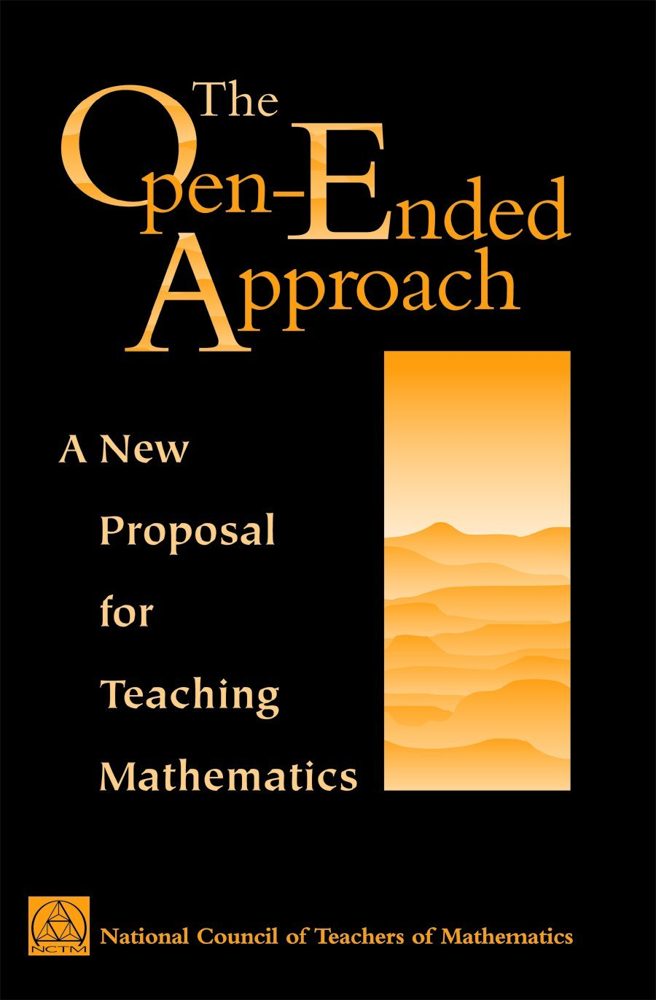 The
Open-Ended
Approach
A New
Proposal
for
Teaching
Mathematics
NCTM
National Council of Teachers of Mathematics